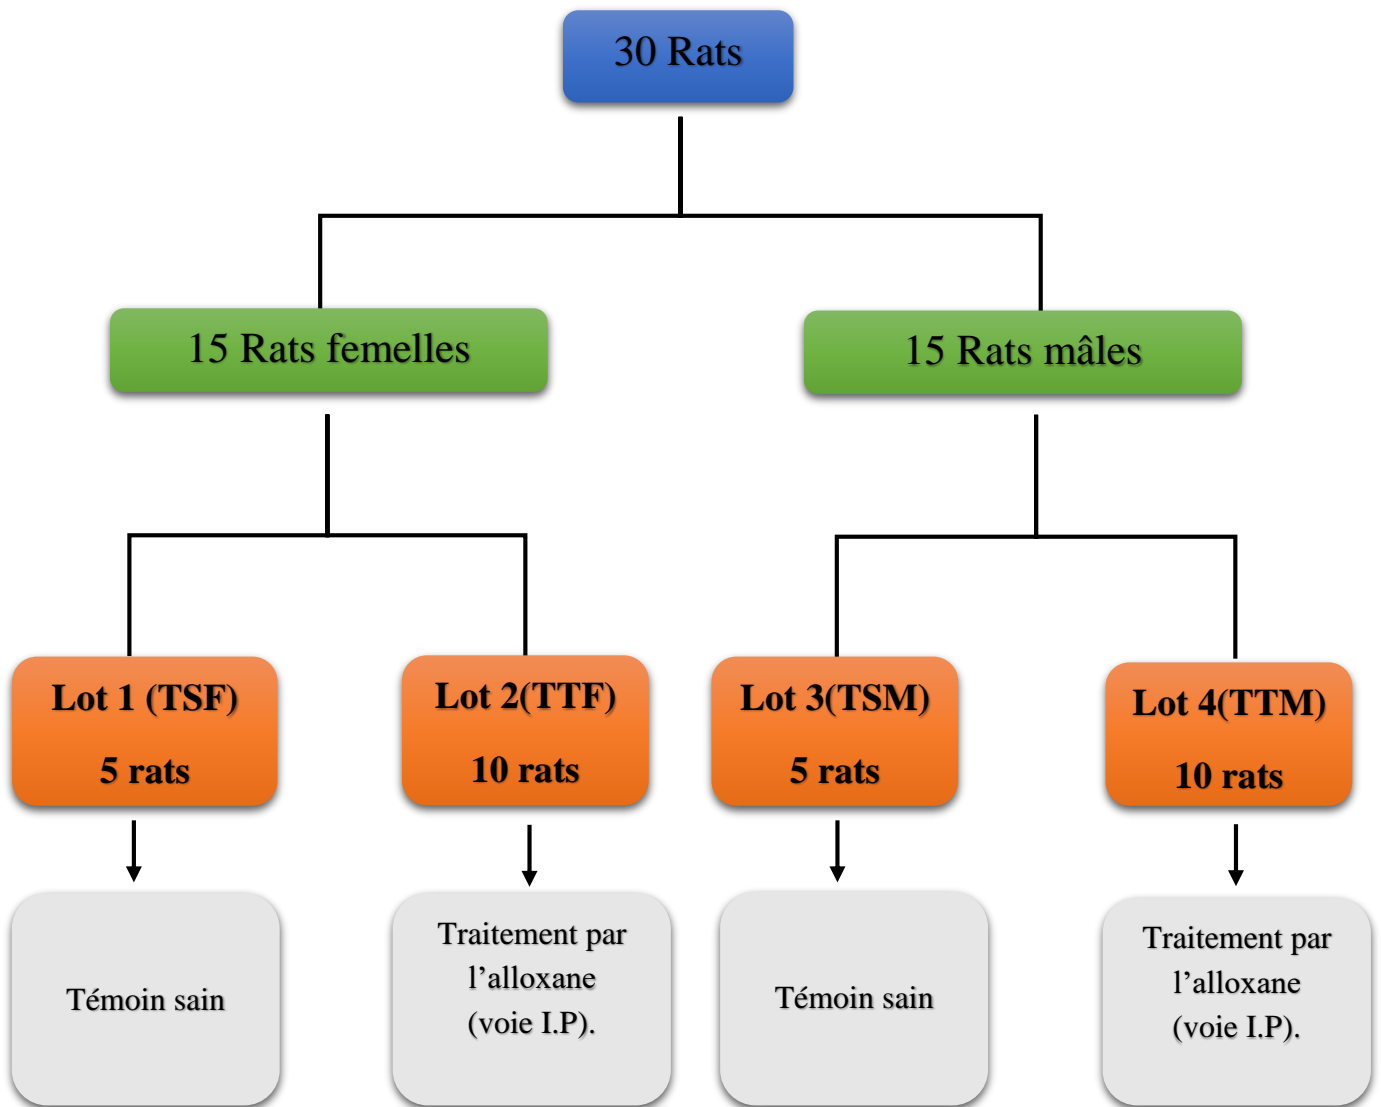 30 Rats
15 Rats femelles
15 Rats mâles
Lot 1 (TSF)
5 rats
Lot 2(TTF)
10 rats
Lot 3(TSM)
5 rats
Lot 4(TTM)
10 rats
Témoin sain
Traitement par
l’alloxane
(voie I.P).
Témoin sain
Traitement par
l’alloxane
(voie I.P).